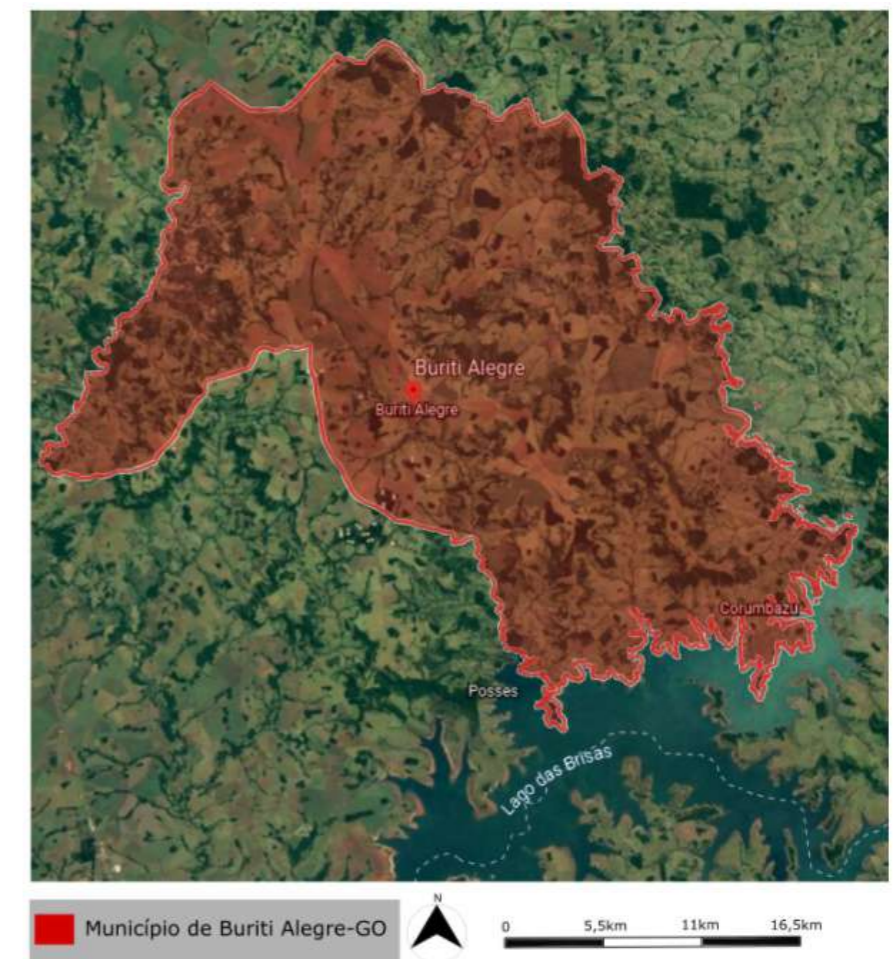 Buriti Alegre
Buriti Alegre
Corumbazul
Posses
Lago das Brisas
Município de Buriti Alegre-GO
N
0 5,5km 11km 16,5km